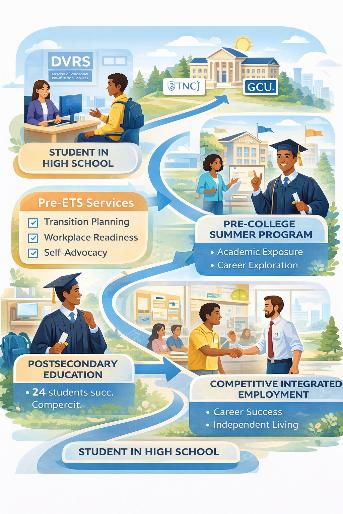 DVRS
TNCJ
GCU.
STUDENT IN
HIGH SCHOOL
Pre-ETS Services
Transition Planning
Workplace Readiness
Self-Advocacy
PRE-COLLEGE
SUMMER PROGRAM
• Academic Exposure
• Career Exploration
POSTSECONDARY
EDUCATION
• 24 students succ.
Compercit.
COMPETITIVE INTEGRATED
EMPLOYMENT
• Career Success
• Independent Living
STUDENT IN HIGH SCHOOL